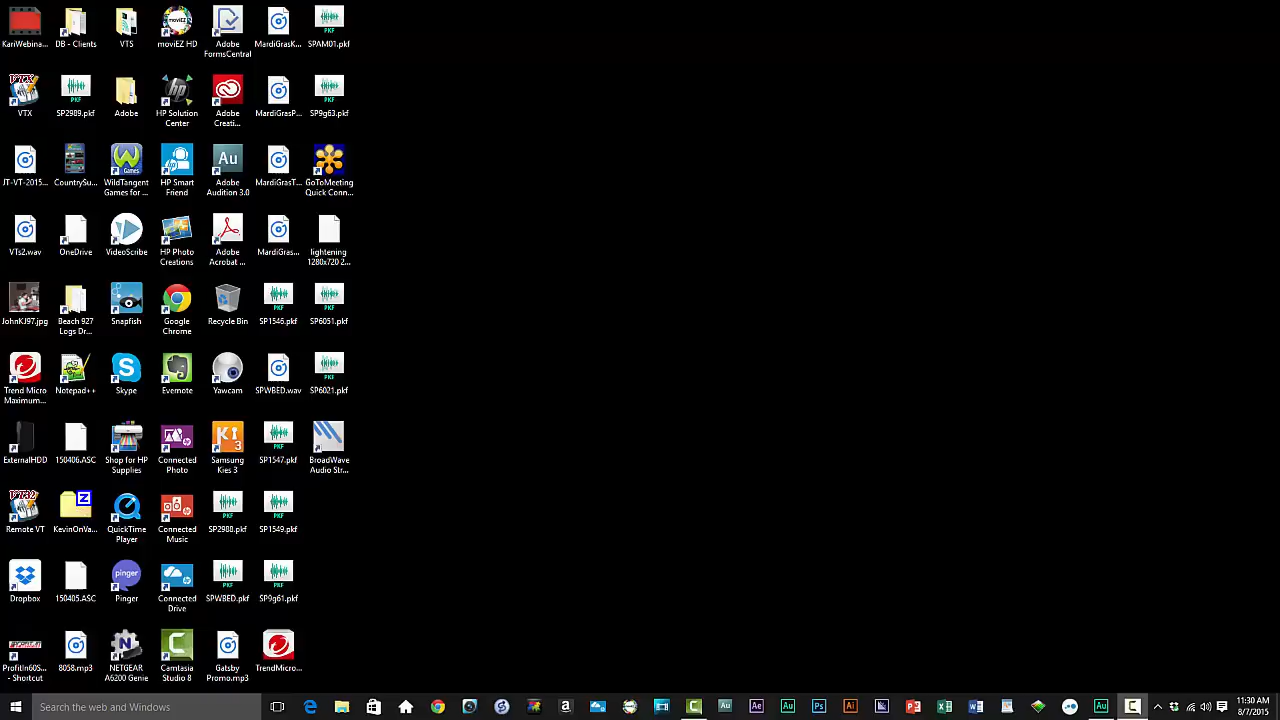 KariWebina...
DB - Clients
VTS
moviEZ HD
Adobe
FormsCentral
MardiGrasK...
SPAM01.pkf
VTX
SP2989.pkf
Adobe
HP Solution
Center
Adobe
Creati...
MardiGrasP...
SP9g63.pkf
JT-VT-2015...
CountrySu...
WildTangent
Games for ...
HP Smart
Friend
Adobe
Audition 3.0
MardiGrasT...
GoToMeeting
Quick Conn...
VTs2.wav
OneDrive
VideoScribe
HP Photo
Creations
Adobe
Acrobat ...
MardiGras...
lightening
1280x720 2...
JohnKJ97.jpg
Beach 927
Logs Dr...
Snapfish
Google
Chrome
Recycle Bin
SP1546.pkf
SP6051.pkf
Trend Micro
Maximum...
Notepad++
Skype
Evernote
Yawcam
SPWBED.wav
SP6021.pkf
ExternalHDD
150406.ASC
Shop for HP
Supplies
Connected
Photo
Samsung
Kies 3
SP1547.pkf
BroadWave
Audio Str...
Remote VT
KevinOnVa...
QuickTime
Player
Connected
Music
SP2988.pkf
SP1549.pkf
Dropbox
150405.ASC
Pinger
Connected
Drive
SPWBED.pkf
SP9g61.pkf
ProfitIn60S...
- Shortcut
8058.mp3
NETGEAR
A6200 Genie
Camtasia
Studio 8
Gatsby
Promo.mp3
TrendMicro...
Search the web and Windows
11:30 AM
8/7/2015